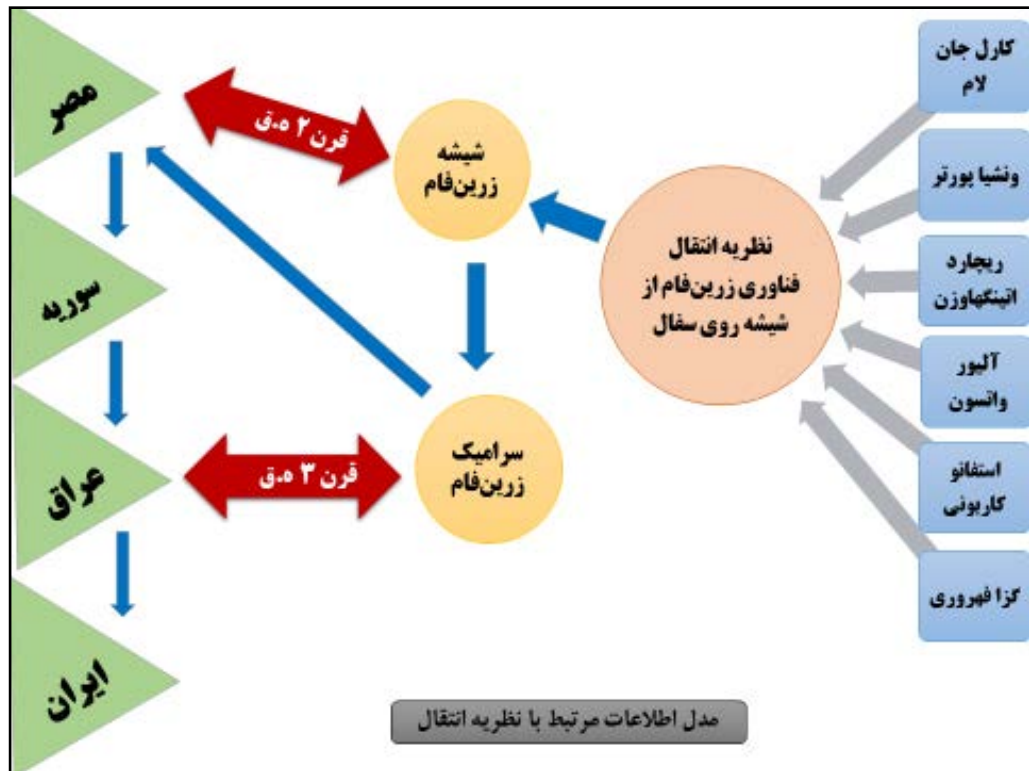 کارل جان
لام
ونشیا پورتر
ریچارد
اتینگهاوزن
آلیور
واتسون
استفانو
کاربونی
گزا فهروری
نظریه انتقال
فناوری زرین‌فام از
شیشه روی سفال
شیشه
زرین‌فام
سرامیک
زرین‌فام
قرن ۲ ه.ق
قرن ۳ ه.ق
مصر
سوریه
عراق
ایران
مدل اطلاعات مرتبط با نظریه انتقال